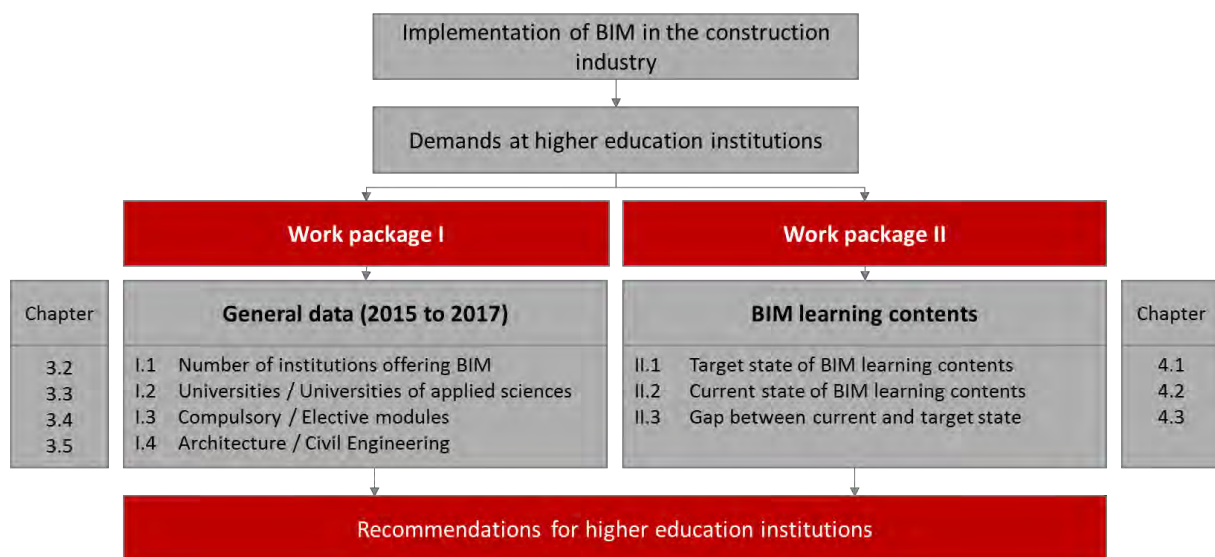 Implementation of BIM in the construction
industry
Demands at higher education institutions
Work package I
Work package II
Chapter
General data (2015 to 2017)
BIM learning contents
Chapter
3.2 I.1 Number of institutions offering BIM II.1 Target state of BIM learning contents 4.1
3.3 I.2 Universities / Universities of applied sciences II.2 Current state of BIM learning contents 4.2
3.4 I.3 Compulsory / Elective modules II.3 Gap between current and target state 4.3
3.5 I.4 Architecture / Civil Engineering
Recommendations for higher education institutions